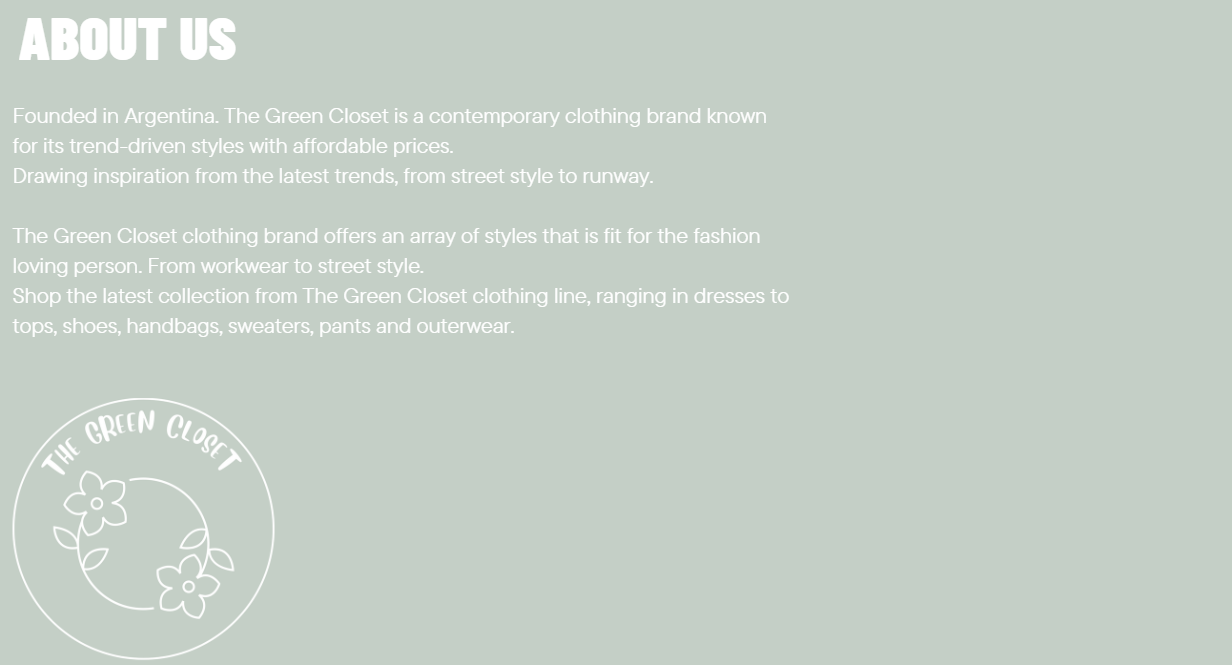 ABOUT US
Founded in Argentina. The Green Closet is a contemporary clothing brand known
for its trend-driven styles with affordable prices.
Drawing inspiration from the latest trends, from street style to runway.
The Green Closet clothing brand offers an array of styles that is fit for the fashion
loving person. From workwear to street style.
Shop the latest collection from The Green Closet clothing line, ranging in dresses to
tops, shoes, handbags, sweaters, pants and outerwear.
THE GREEN CLOSET